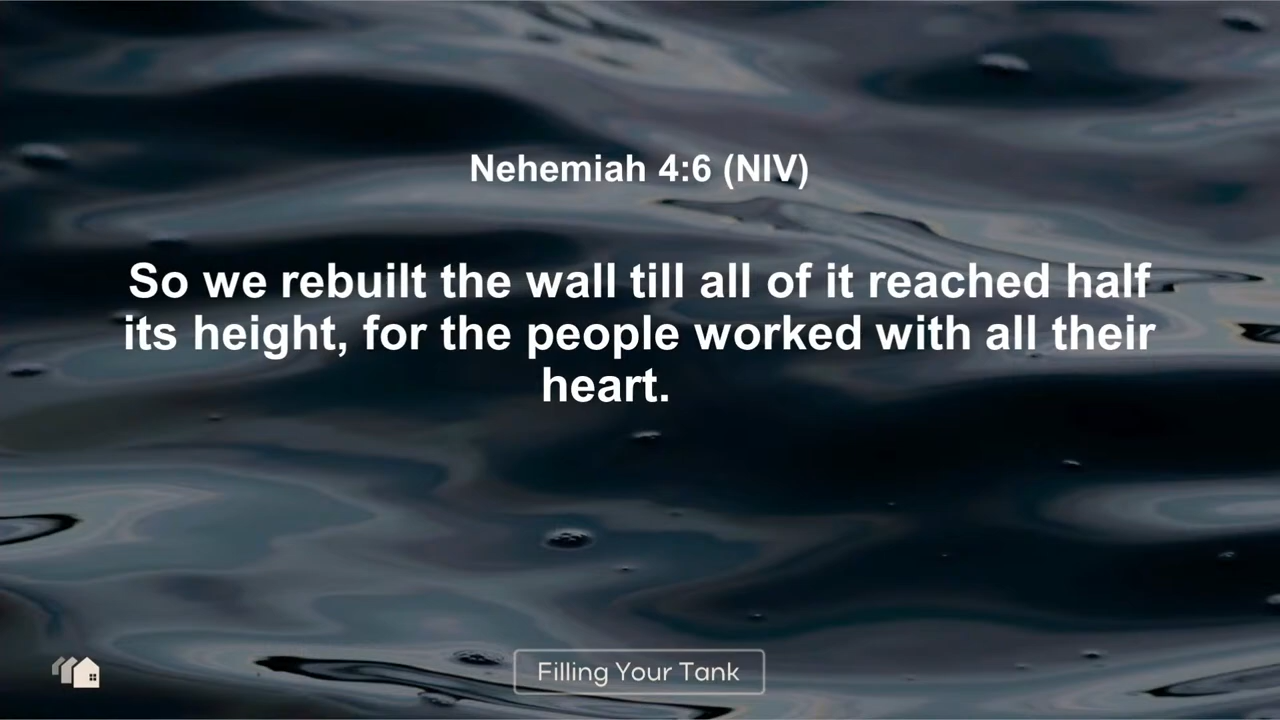 Nehemiah 4:6 (NIV)
So we rebuilt the wall till all of it reached half
its height, for the people worked with all their
heart.
Filling Your Tank